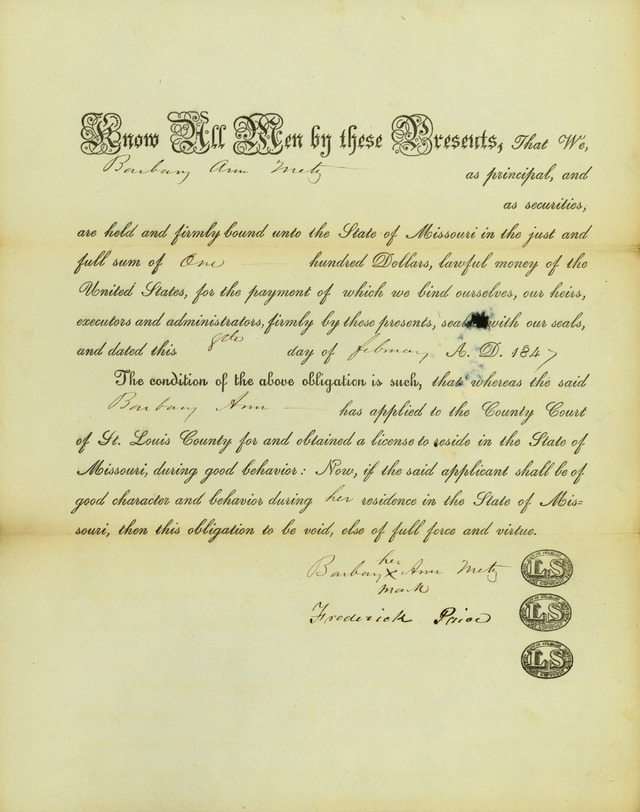 Know All Men by these Presents, That We,
Barbary Ann Metz as principal, and
as securities,
are held and firmly bound unto the State of Missouri in the just and
full sum of One hundred Dollars, lawful money of the
United States, for the payment of which we bind ourselves, our heirs,
executors and administrators, firmly by these presents, with our seals,
and dated this 8th day of february A. D. 1847
The condition of the above obligation is such, that whereas the said
Barbary Ann has applied to the County Court
of St. Louis County for and obtained a license to reside in the State of
Missouri, during good behavior: Now, if the said applicant shall be of
good character and behavior during her residence in the State of Mis=
souri, then this obligation to be void, else of full force and virtue.
her
Barbary x Ann Metz LS
mark
Frederick Price LS
LS